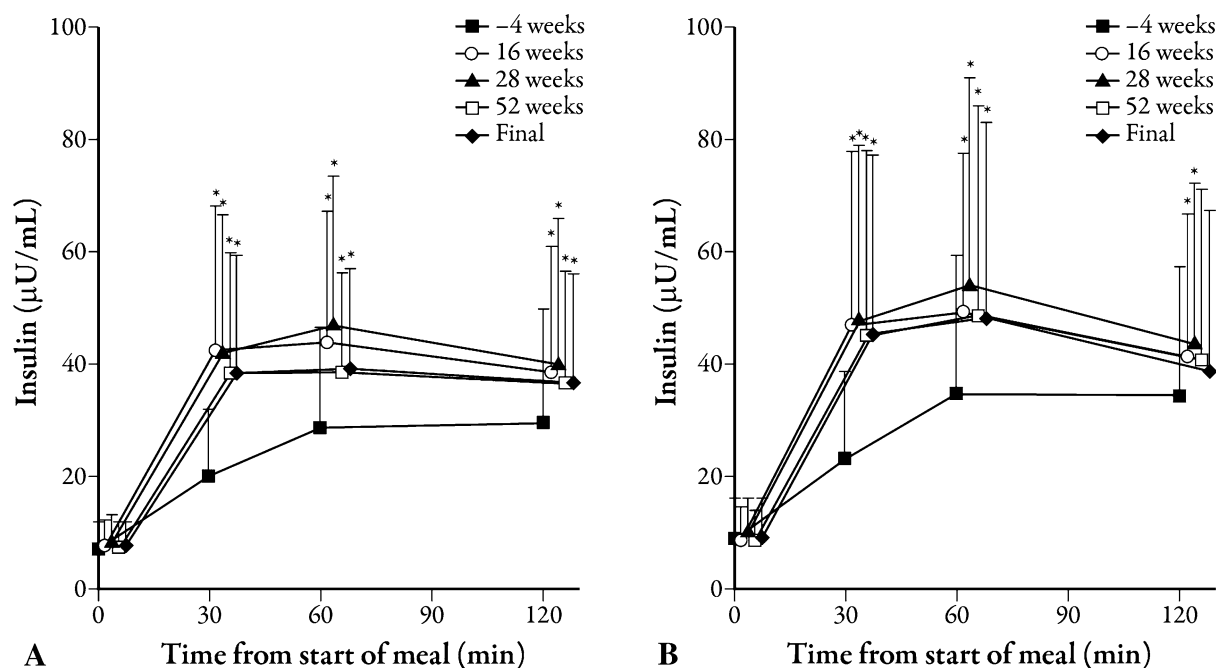 100
80
60
40
20
0
Insulin (µU/mL)
0 30 60 90 120
Time from start of meal (min)
–4 weeks
16 weeks
28 weeks
52 weeks
Final
* * * * * * * * * * * *
A
100
80
60
40
20
0
Insulin (µU/mL)
0 30 60 90 120
Time from start of meal (min)
–4 weeks
16 weeks
28 weeks
52 weeks
Final
* * * * * * * * * *
B